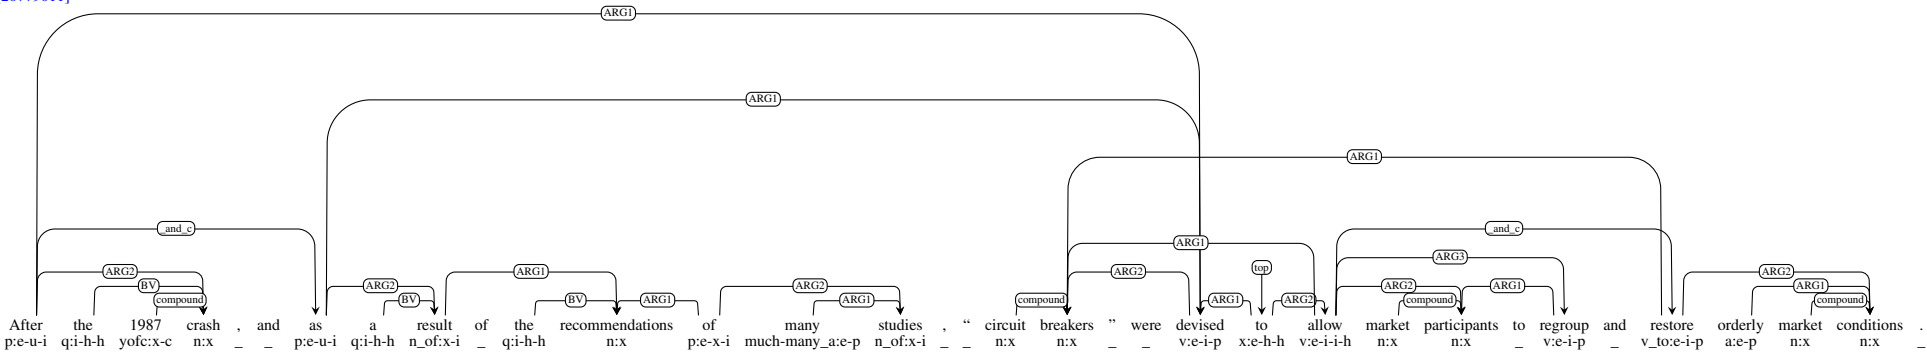 ARG1
ARG1
ARG1
_and_c ARG1 _and_c
ARG2 ARG1 ARG2 top ARG3 ARG2
BV ARG2 ARG2 ARG2 ARG1 ARG1
compound BV BV ARG1 ARG1 compound ARG1 ARG2 compound compound
After the 1987 crash , and as a result of the recommendations of many studies , “ circuit breakers ” were devised to allow market participants to regroup and restore orderly market conditions .
p:e-u-i q:i-h-h yofc:x-c n:x _ _ p:e-u-i q:i-h-h n_of:x-i _ q:i-h-h n:x p:e-x-i much-many_a:e-p n_of:x-i _ _ n:x n:x _ _ v:e-i-p x:e-h-h v:e-i-i-h n:x n:x _ v:e-i-p _ v_to:e-i-p a:e-p n:x n:x _